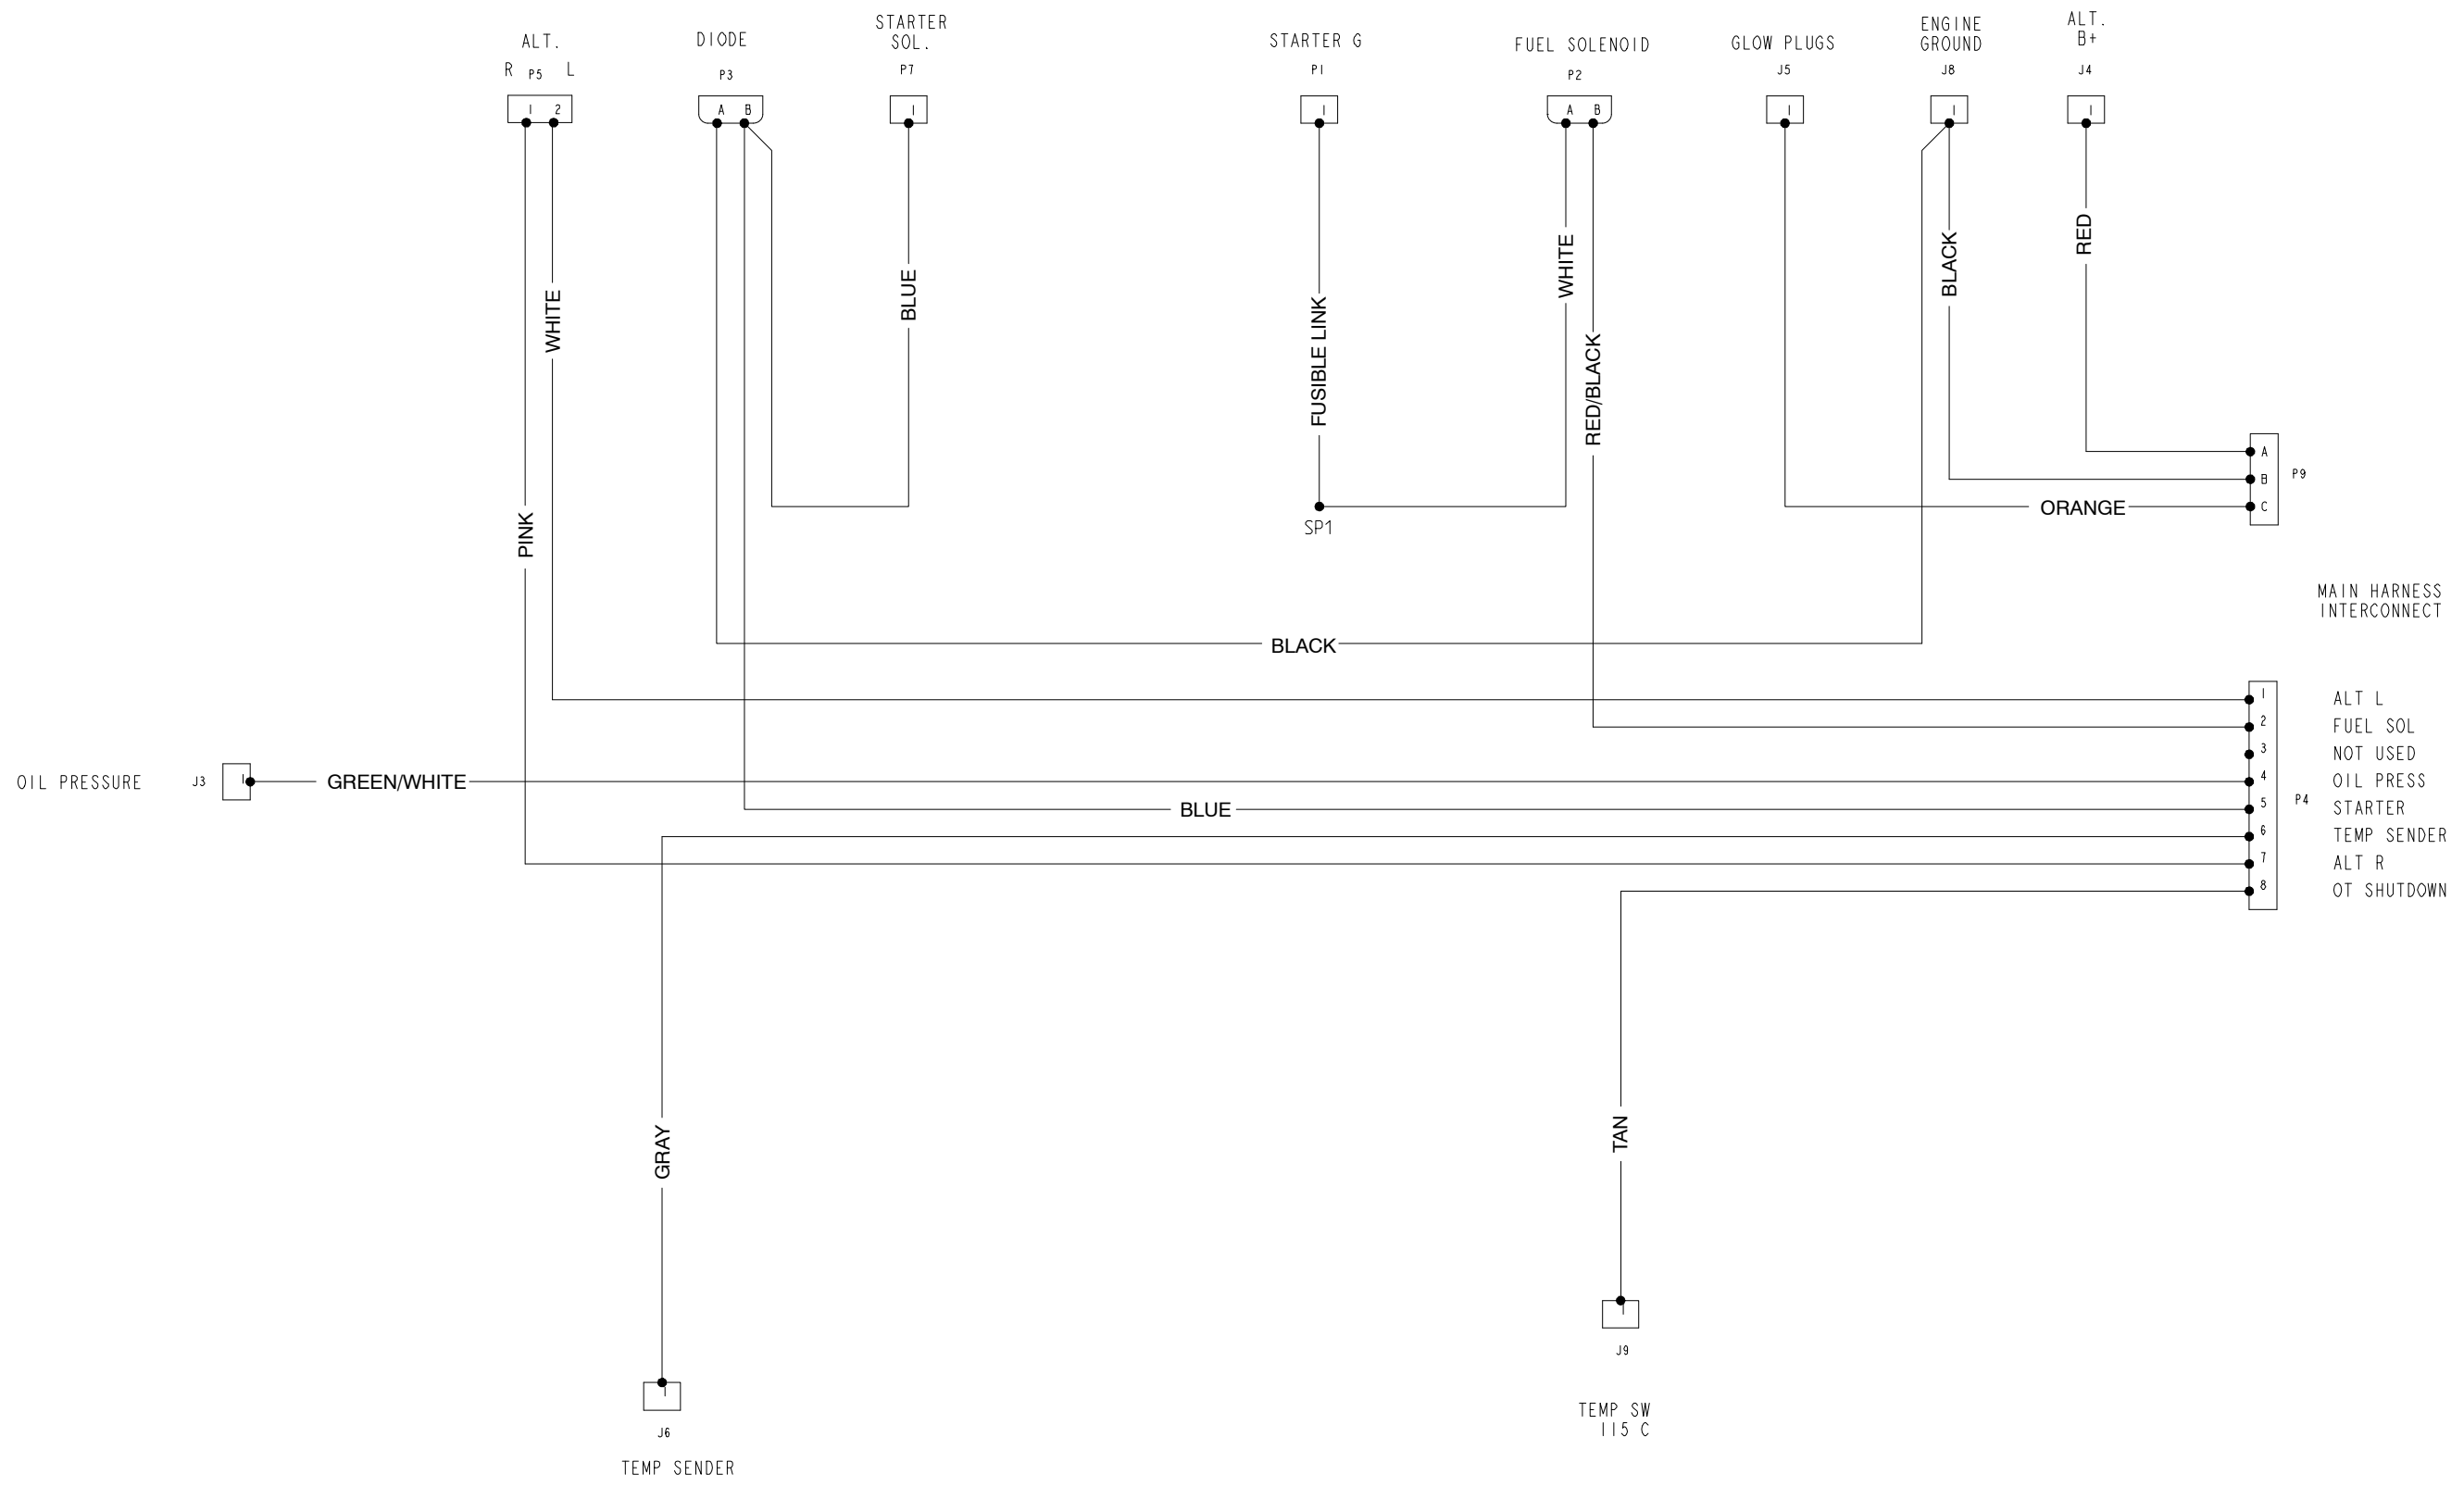 ALT.
R P5 L
1 2
DIODE
P3
A B
STARTER
SOL.
P7
1
STARTER G
P1
1
FUEL SOLENOID
P2
A B
GLOW PLUGS
J5
1
ENGINE
GROUND
J8
1
ALT.
B+
J4
1
PINK
WHITE
BLUE
FUSIBLE LINK
SP1
WHITE
RED/BLACK
BLACK
RED
ORANGE
A
B
C
P9
MAIN HARNESS
INTERCONNECT
BLACK
1 ALT L
2 FUEL SOL
3 NOT USED
4 OIL PRESS
5 STARTER
6 TEMP SENDER
7 ALT R
8 OT SHUTDOWN
P4
OIL PRESSURE J3 1 GREEN/WHITE
BLUE
GRAY
1
J6
TEMP SENDER
TAN
1
J9
TEMP SW
115 C